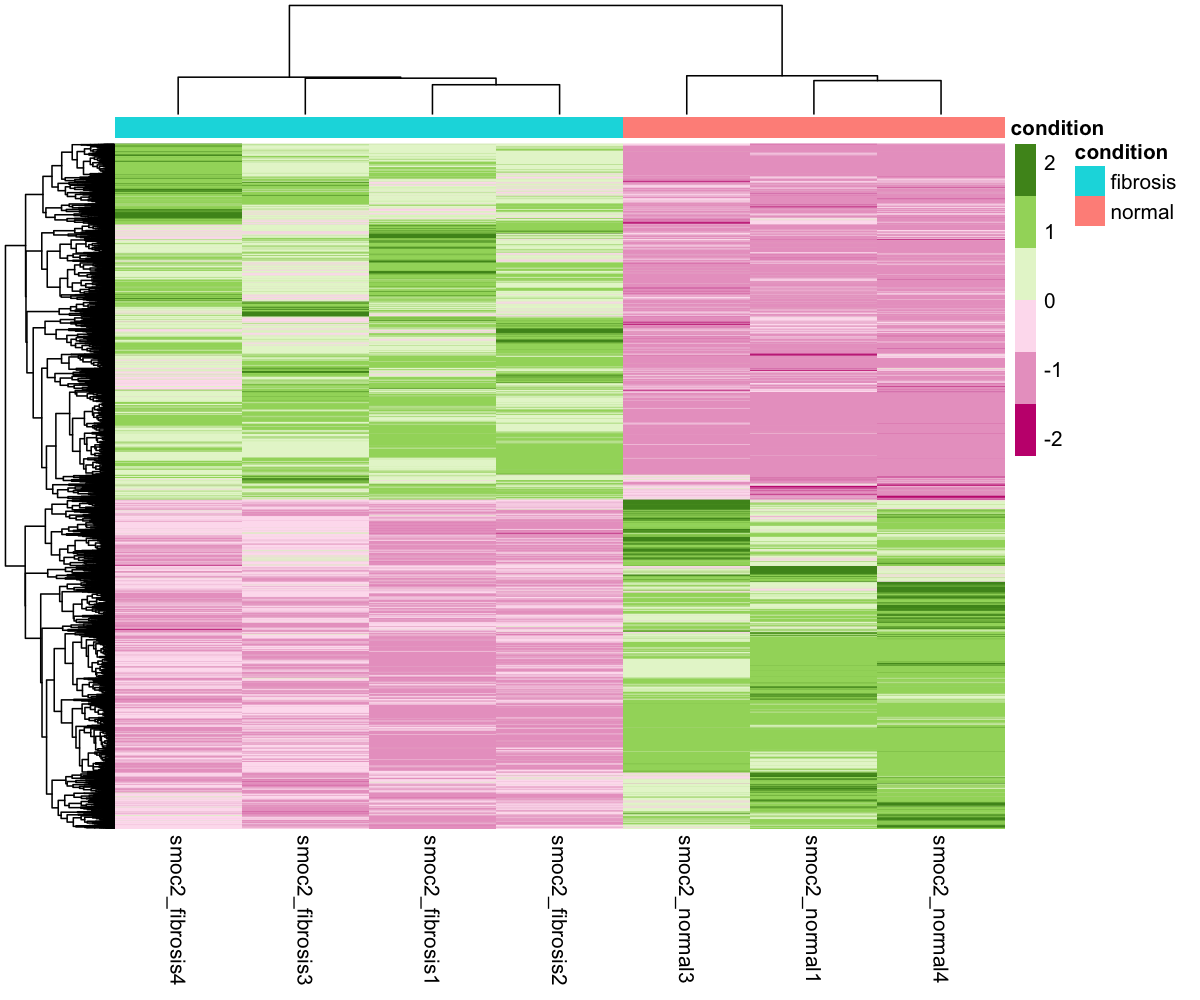 condition
condition
fibrosis
normal
2
1
0
-1
-2
smoc2_fibrosis4
smoc2_fibrosis3
smoc2_fibrosis1
smoc2_fibrosis2
smoc2_normal3
smoc2_normal1
smoc2_normal4